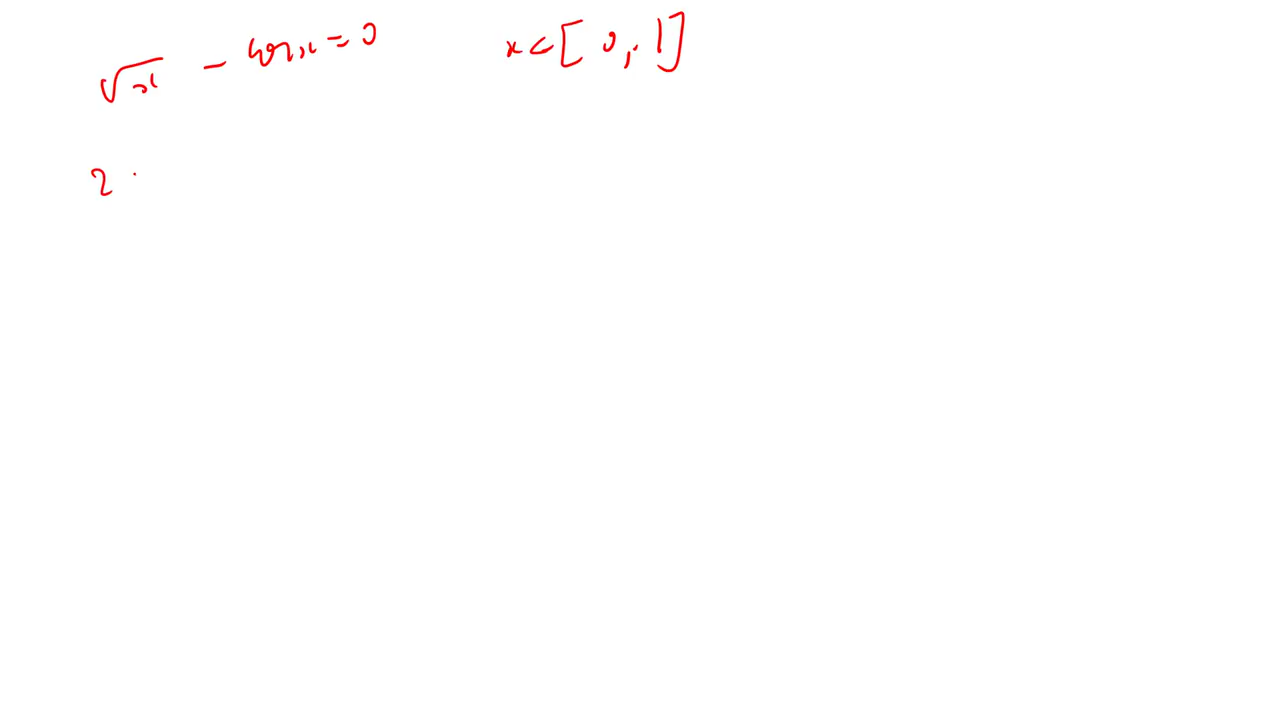 √x - cos x = 0 x ∈ [0, 1]
2.